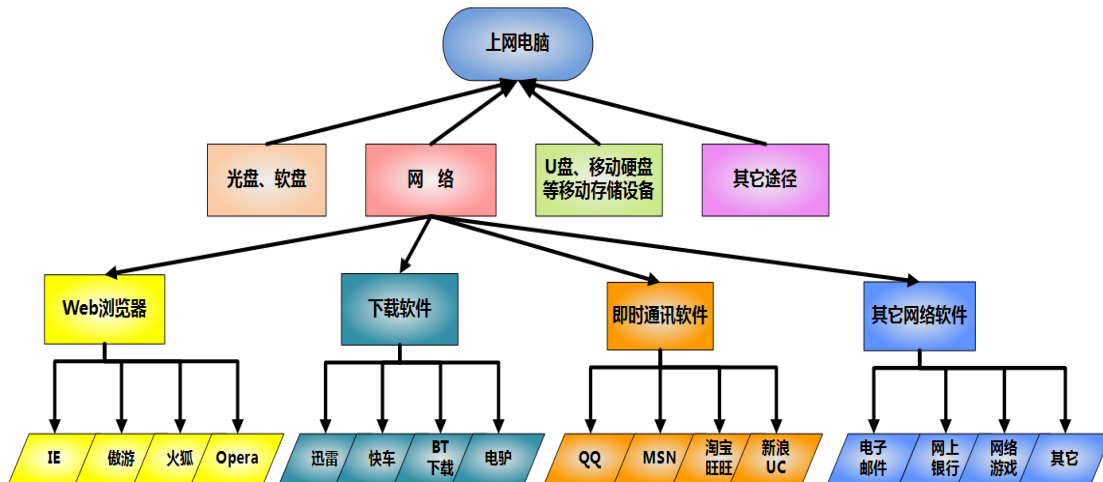 上网电脑
光盘、软盘
网 络
U盘、移动硬盘
等移动存储设备
其它途径
Web浏览器
下载软件
即时通讯软件
其它网络软件
IE
傲游
火狐
Opera
迅雷
快车
BT
下载
电驴
QQ
MSN
淘宝
旺旺
新浪
UC
电子
邮件
网上
银行
网络
游戏
其它